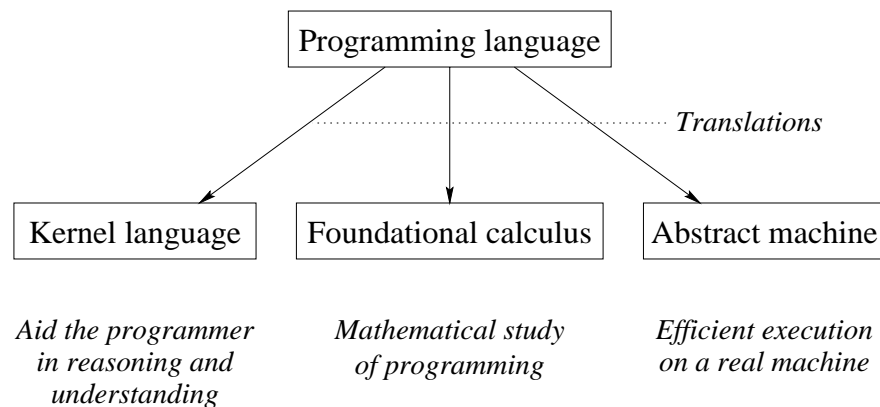 Programming language
Translations
Kernel language
Foundational calculus
Abstract machine
Aid the programmer
in reasoning and
understanding
Mathematical study
of programming
Efficient execution
on a real machine